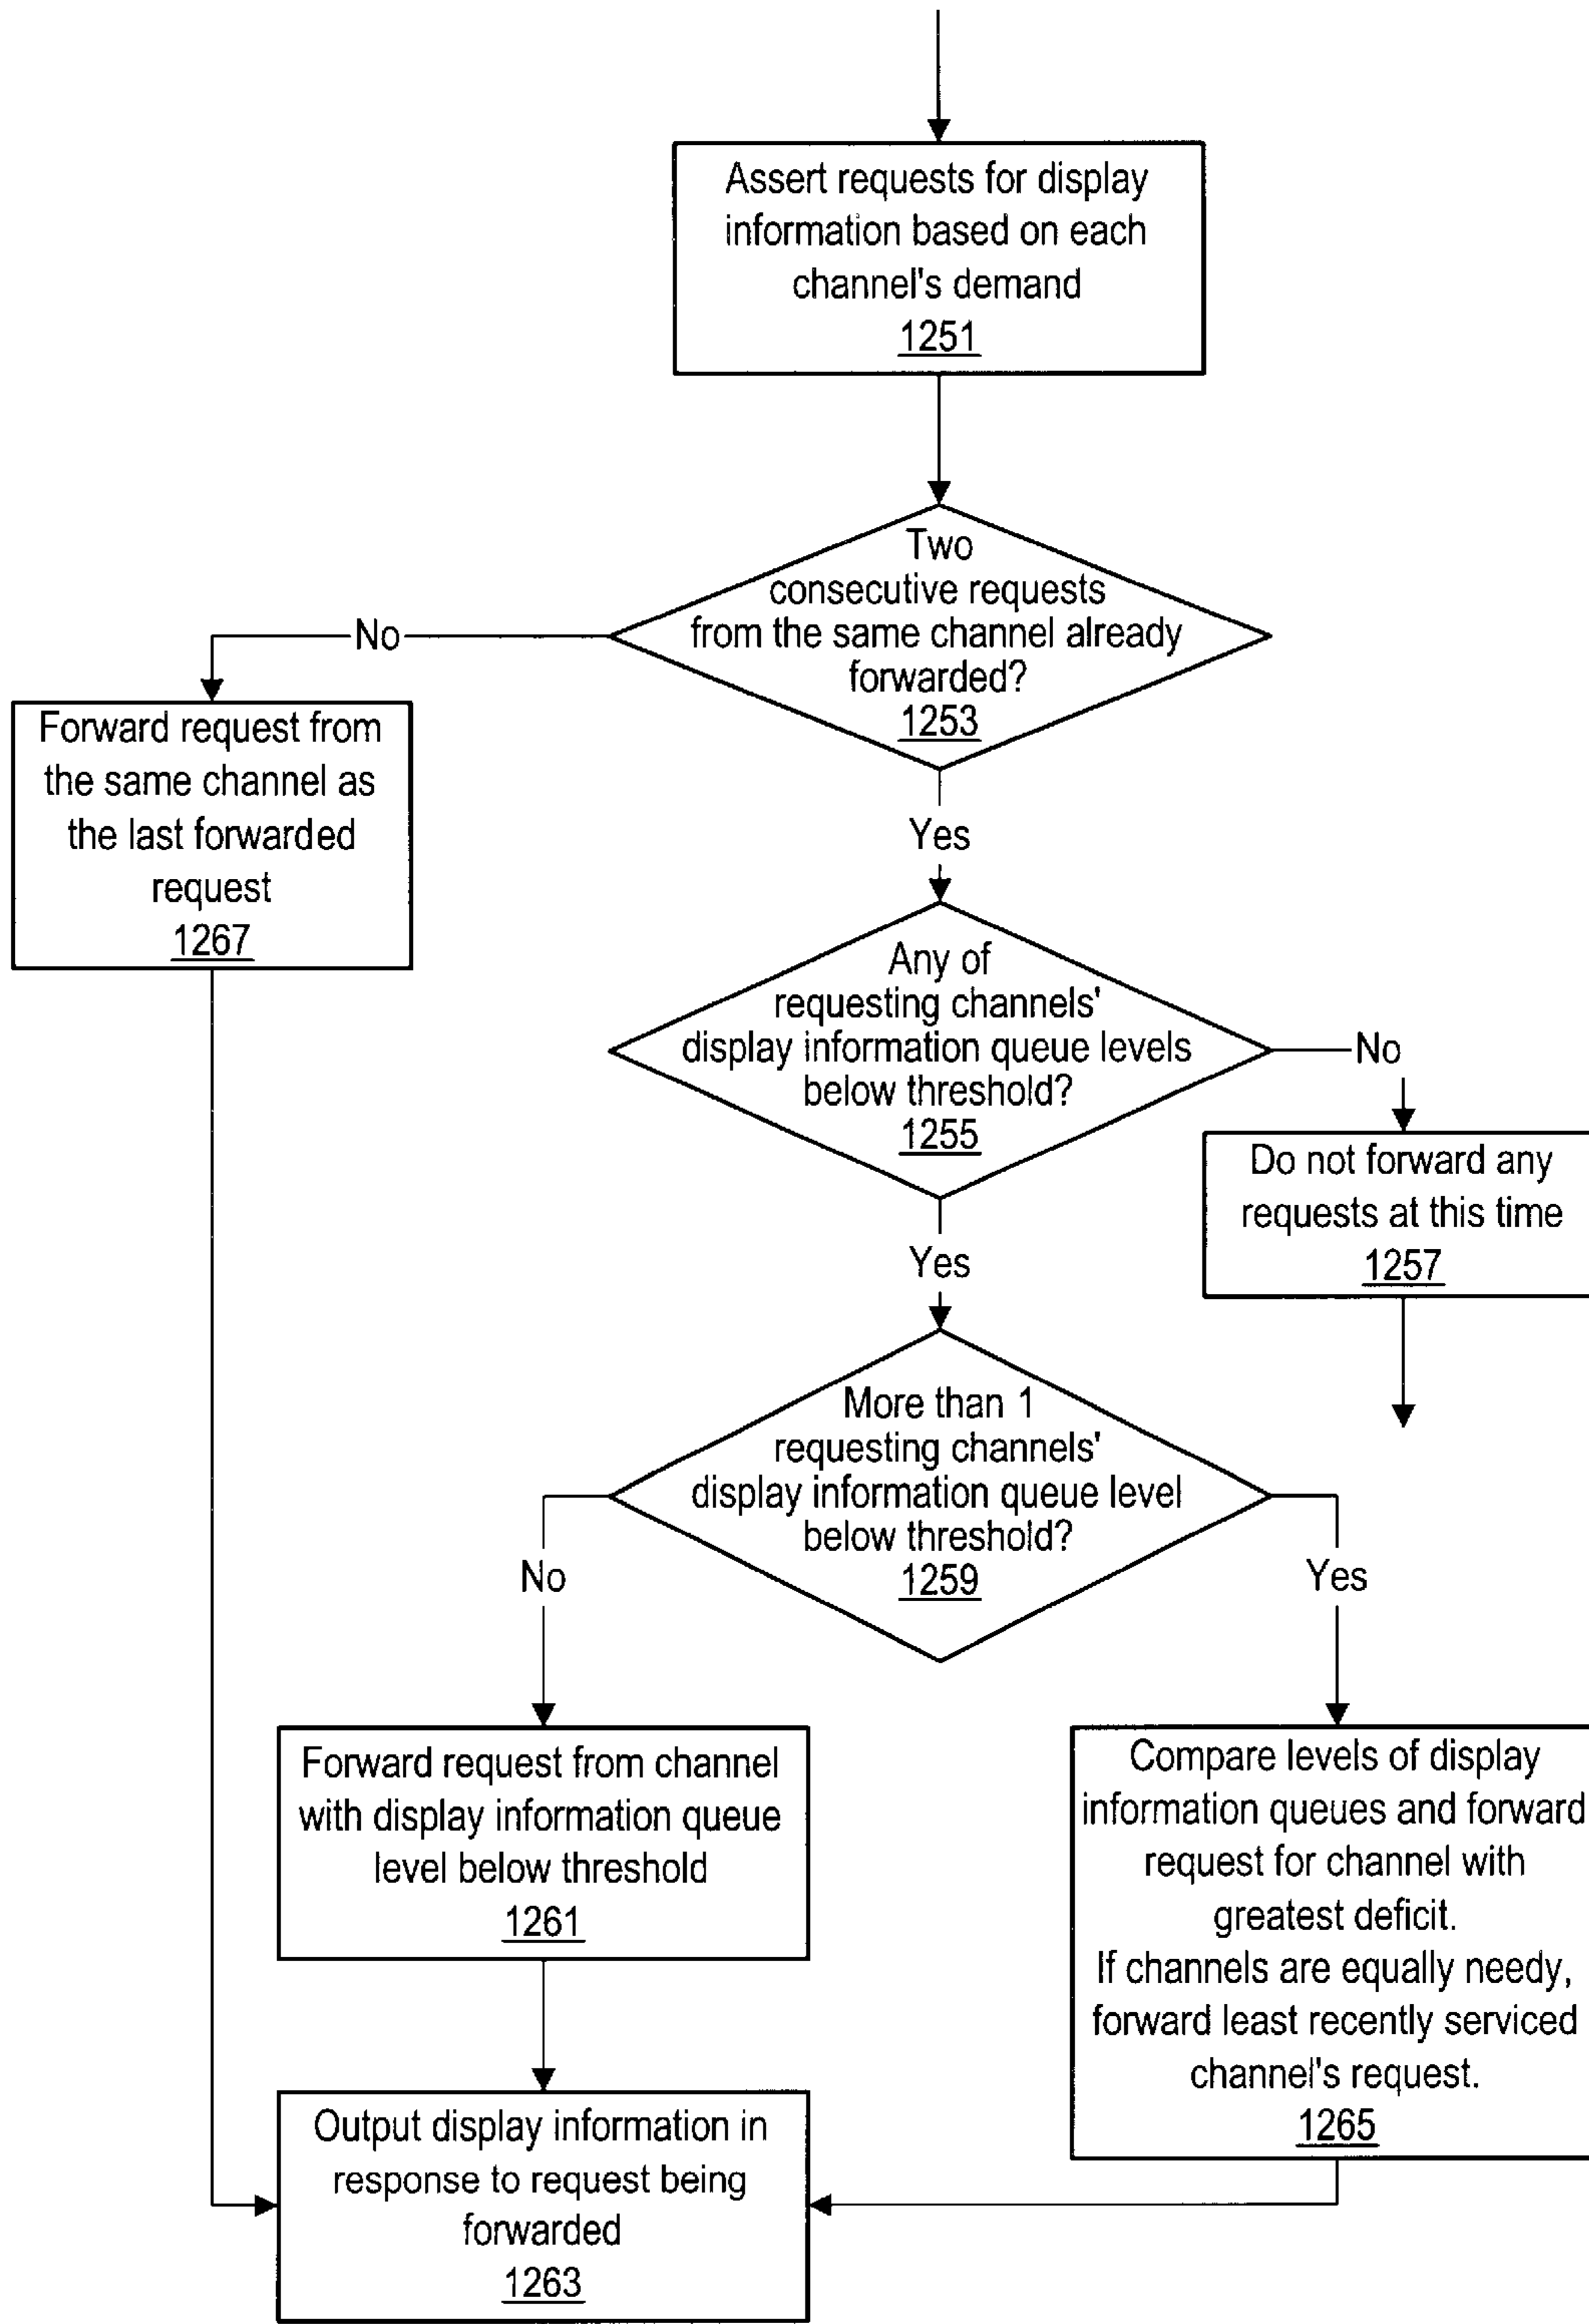 Assert requests for display
information based on each
channel's demand
1251
Two
consecutive requests
from the same channel already
forwarded?
1253
No
Forward request from
the same channel as
the last forwarded
request
1267
Yes
Any of
requesting channels'
display information queue levels
below threshold?
1255
No
Do not forward any
requests at this time
1257
Yes
More than 1
requesting channels'
display information queue level
below threshold?
1259
No
Yes
Forward request from channel
with display information queue
level below threshold
1261
Compare levels of display
information queues and forward
request for channel with
greatest deficit.
If channels are equally needy,
forward least recently serviced
channel's request.
1265
Output display information in
response to request being
forwarded
1263